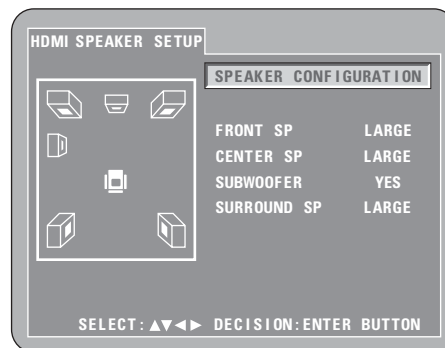 HDMI SPEAKER SETUP
SPEAKER CONFIGURATION
FRONT SP LARGE
CENTER SP LARGE
SUBWOOFER YES
SURROUND SP LARGE
SELECT:▲▼◄► DECISION:ENTER BUTTON